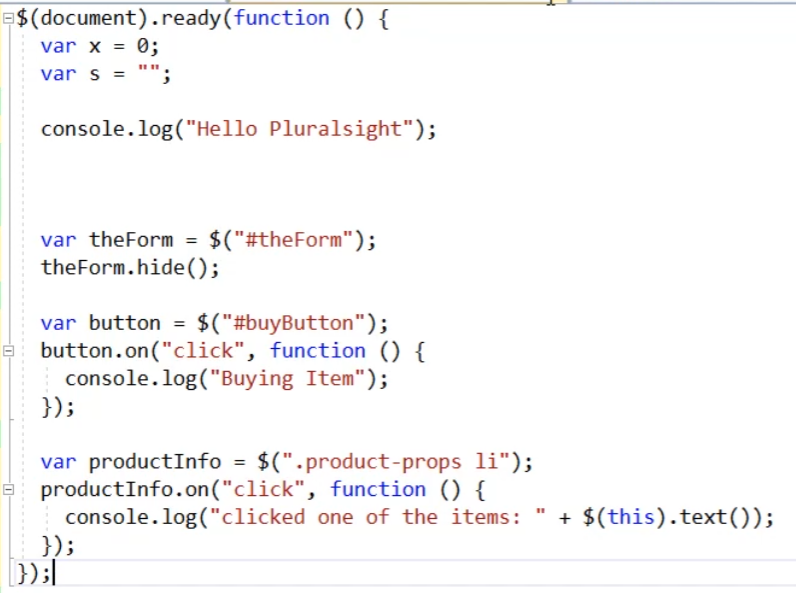 $(document).ready(function () {
  var x = 0;
  var s = "";

  console.log("Hello Pluralsight");

  var theForm = $("#theForm");
  theForm.hide();

  var button = $("#buyButton");
  button.on("click", function () {
    console.log("Buying Item");
  });

  var productInfo = $(".product-props li");
  productInfo.on("click", function () {
    console.log("clicked one of the items: " + $(this).text());
  });
});